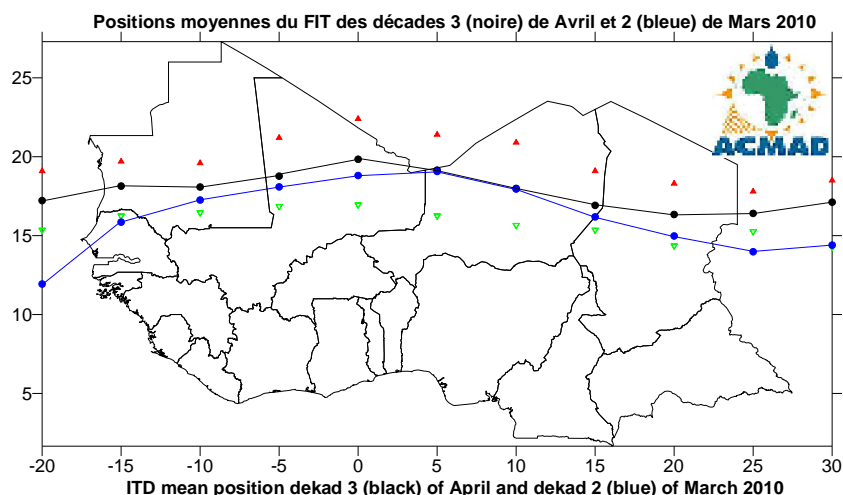 Positions moyennes du FIT des décades 3 (noire) de Avril et 2 (bleue) de Mars 2010
25
20
15
10
5
ACMAD
-20 -15 -10 -5 0 5 10 15 20 25 30
ITD mean position dekad 3 (black) of April and dekad 2 (blue) of March 2010